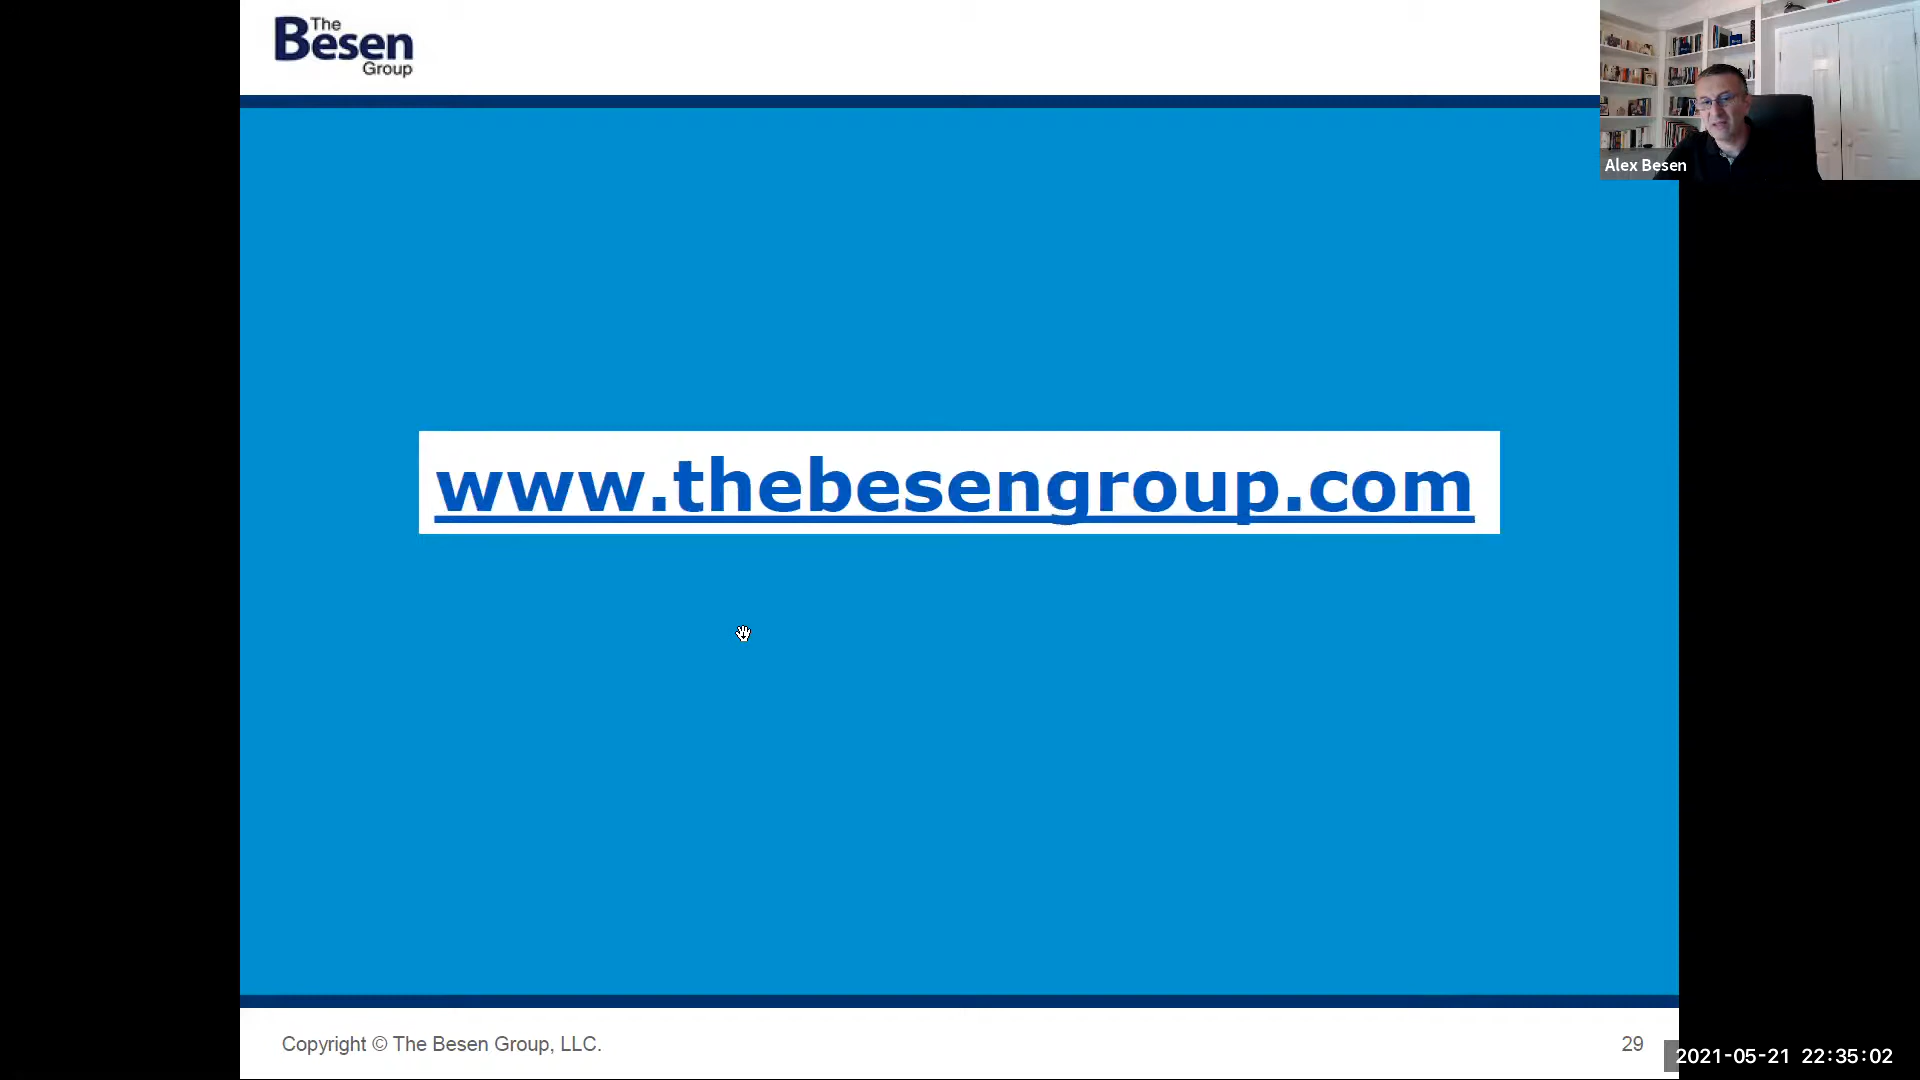 The
Besen
Group
Alex Besen
www.thebesengroup.com
Copyright © The Besen Group, LLC.
29
2021-05-21 22:35:02